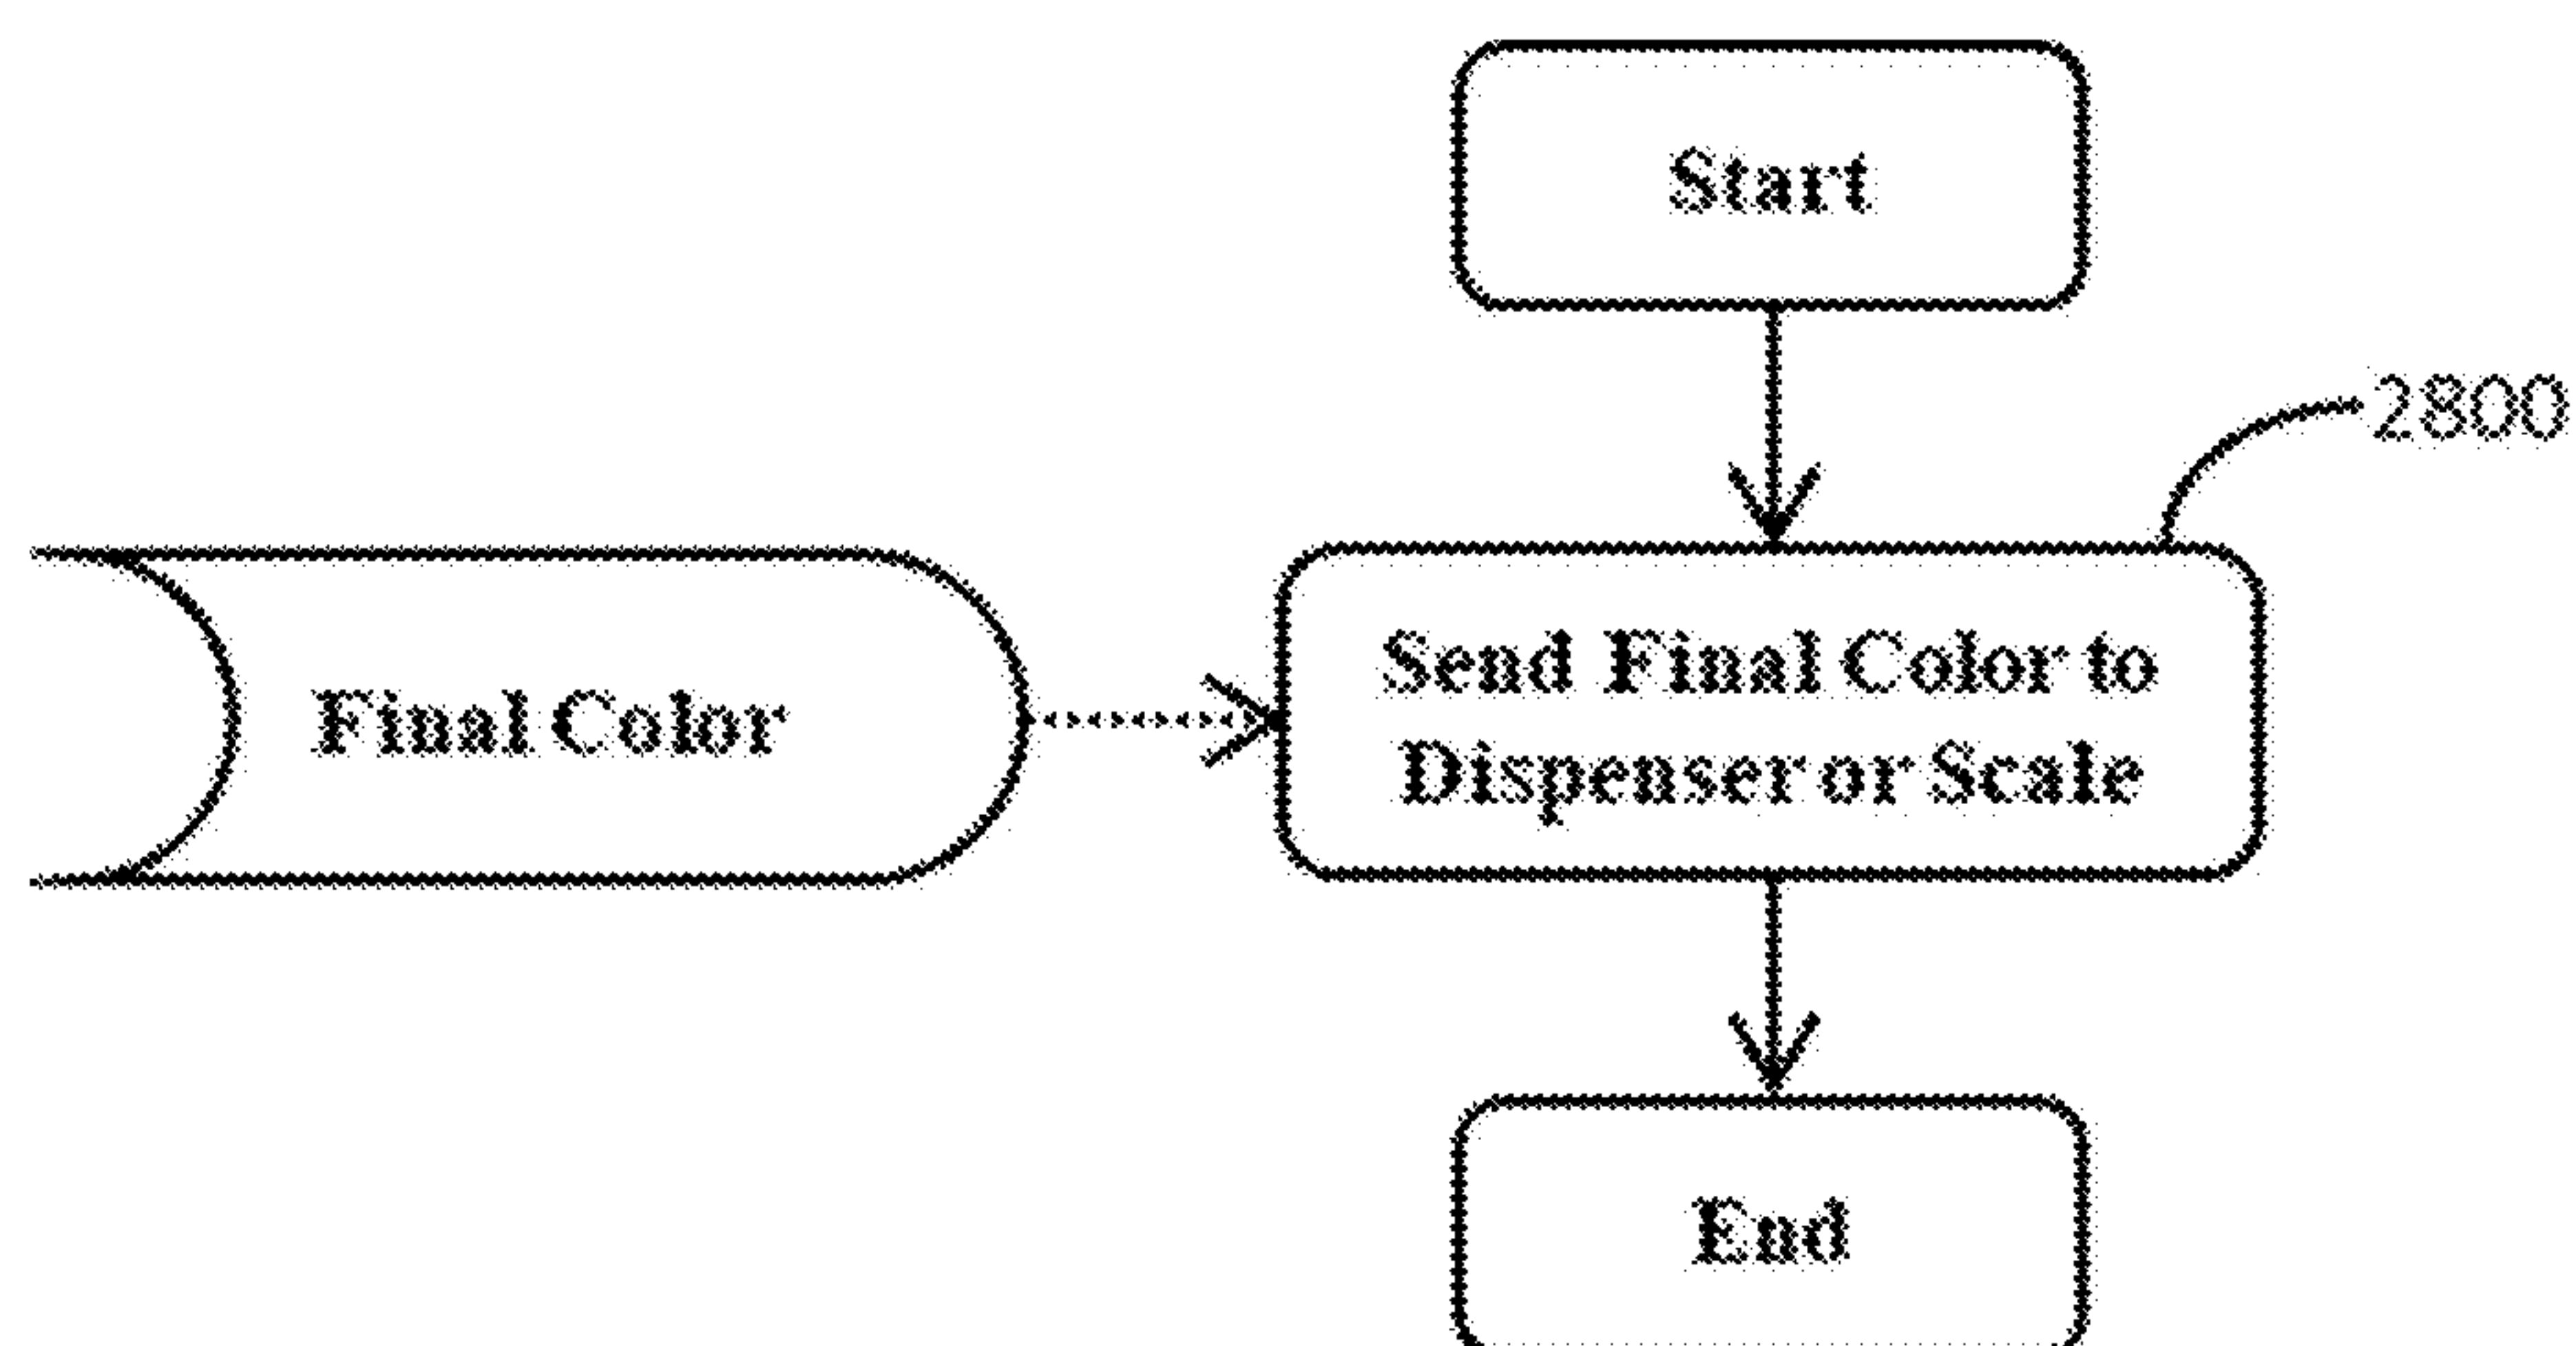 Start
2800
Final Color
Send Final Color to
Dispenser or Scale
End